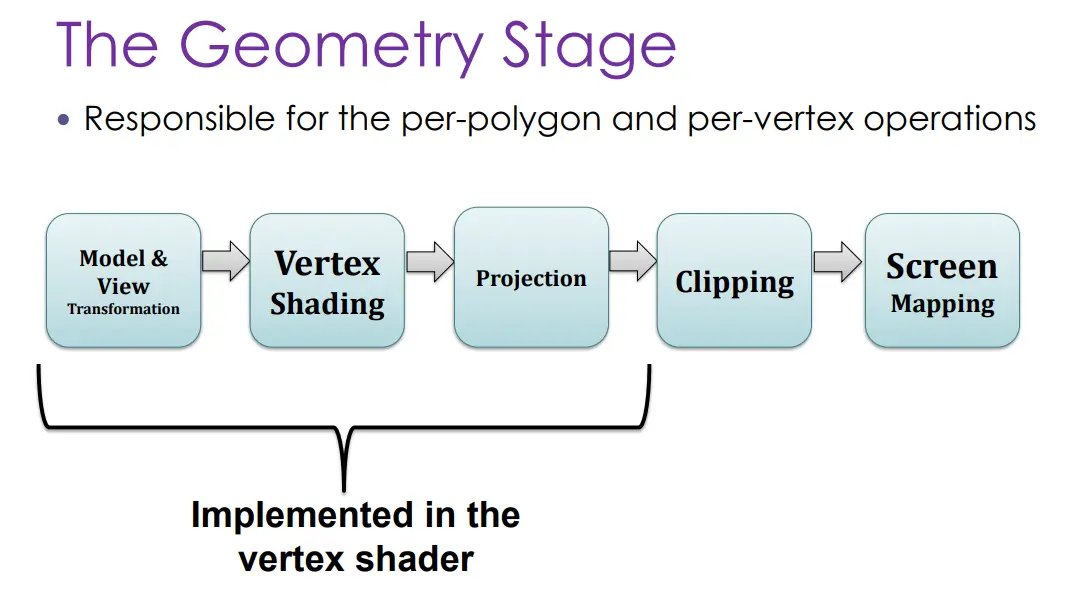 The Geometry Stage
• Responsible for the per-polygon and per-vertex operations
Model &
View
Transformation
Vertex
Shading
Projection
Clipping
Screen
Mapping
Implemented in the
vertex shader